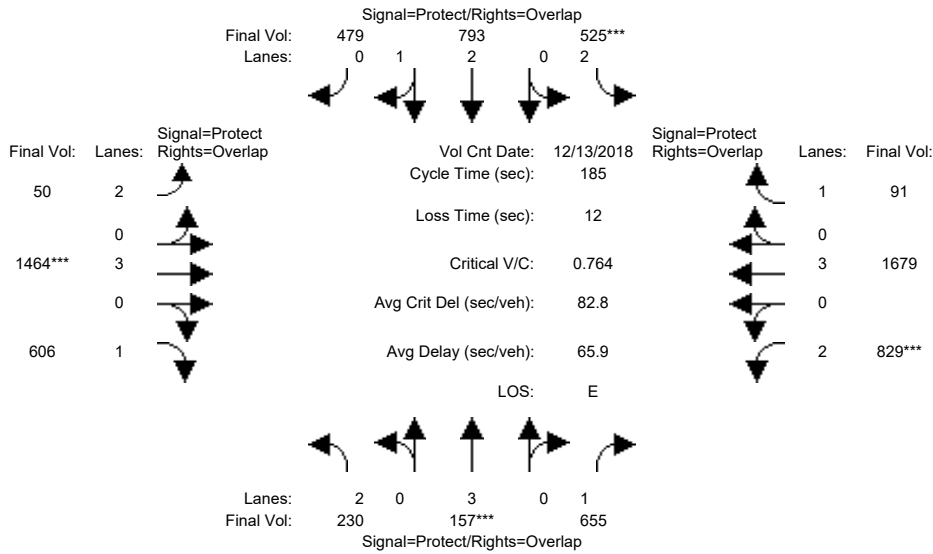 Signal=Protect/Rights=Overlap
Final Vol: 479 793 525***
Lanes: 0 1 2 0 2
Signal=Protect Signal=Protect
Final Vol: Lanes: Rights=Overlap Vol Cnt Date: 12/13/2018 Rights=Overlap Lanes: Final Vol:
Cycle Time (sec): 185
50 2 1 91
Loss Time (sec): 12
0 0
1464*** 3 Critical V/C: 0.764 3 1679
0 Avg Crit Del (sec/veh): 82.8 0
606 1 Avg Delay (sec/veh): 65.9 2 829***
LOS: E
Lanes: 2 0 3 0 1
Final Vol: 230 157*** 655
Signal=Protect/Rights=Overlap